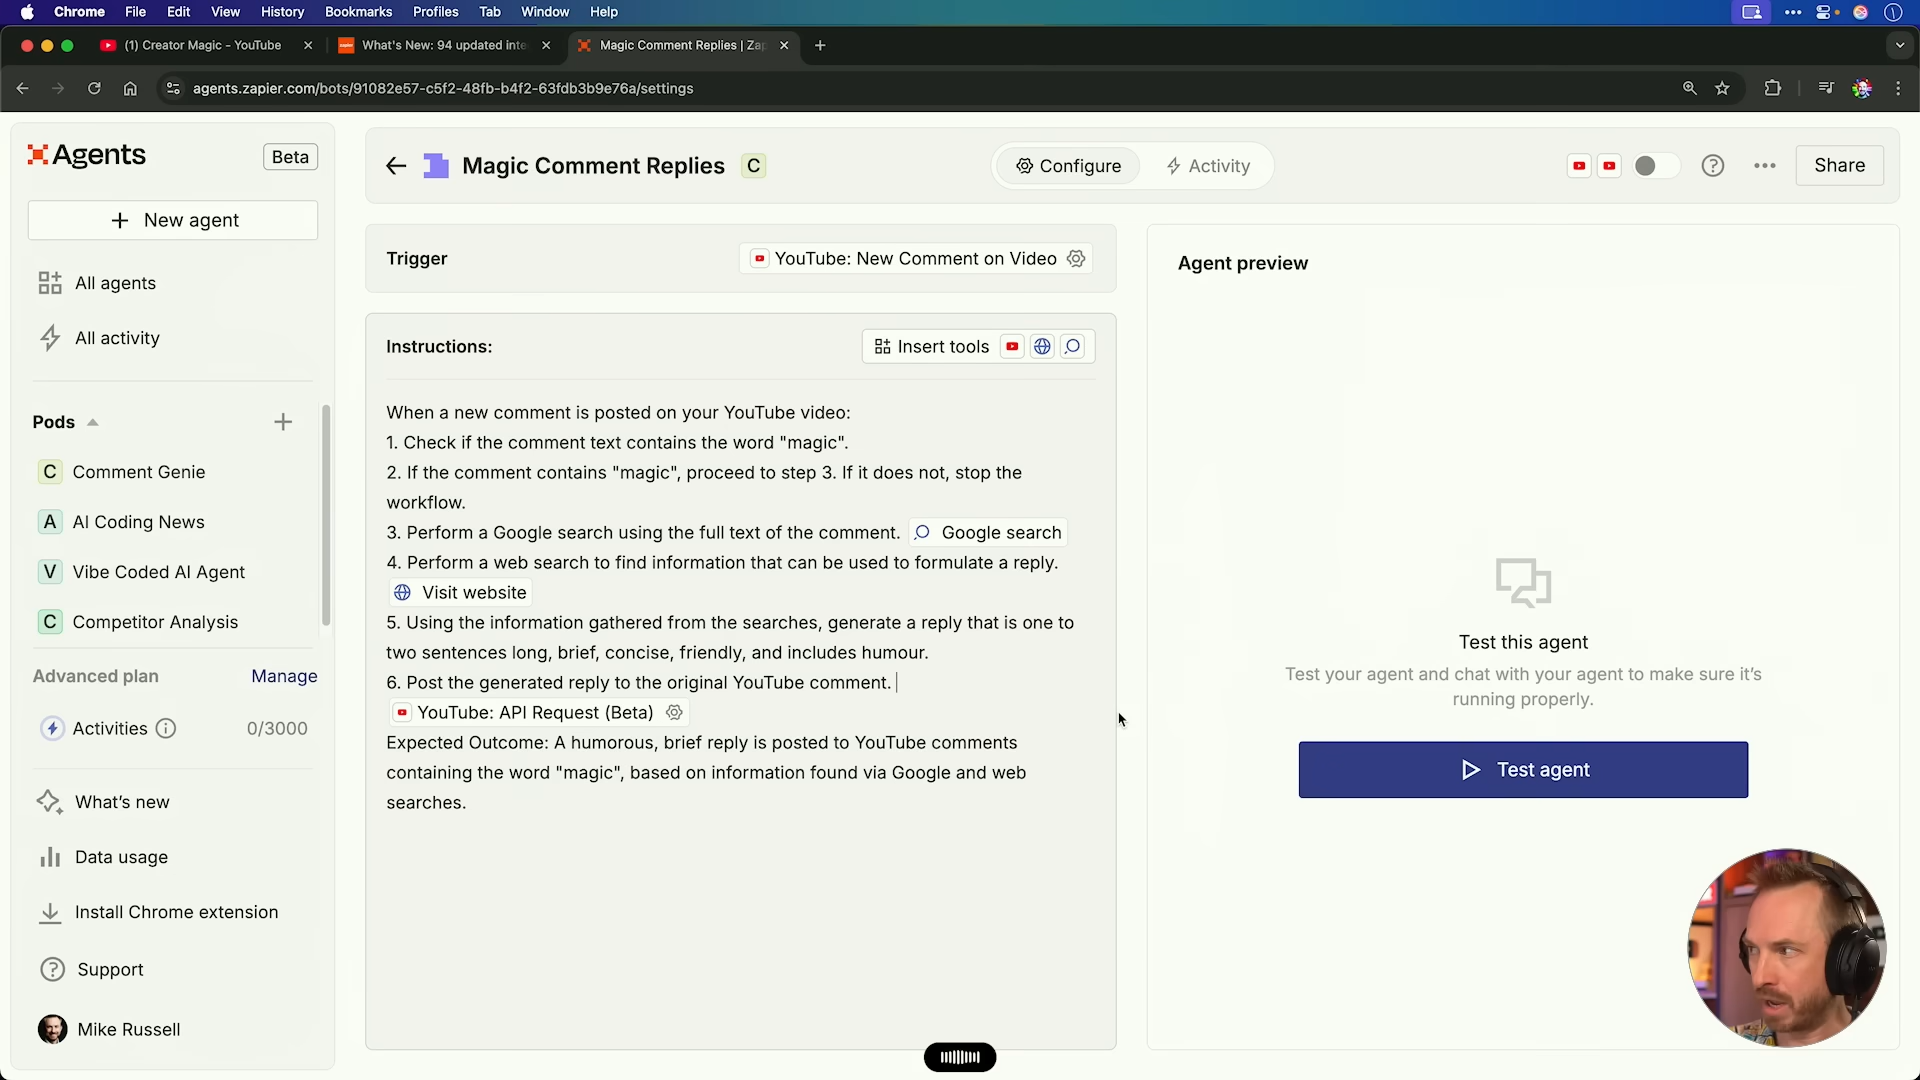 Chrome File Edit View History Bookmarks Profiles Tab Window Help
(1) Creator Magic - YouTube
What's New: 94 updated inte
Magic Comment Replies | Zap
agents.zapier.com/bots/91082e57-c5f2-48fb-b4f2-63fdb3b9e76a/settings
Agents
Beta
New agent
All agents
All activity
Pods
C Comment Genie
A AI Coding News
V Vibe Coded AI Agent
C Competitor Analysis
Advanced plan Manage
Activities 0/3000
What's new
Data usage
Install Chrome extension
Support
Mike Russell
Magic Comment Replies C
Configure
Activity
Share
Trigger
YouTube: New Comment on Video
Instructions:
Insert tools
When a new comment is posted on your YouTube video:
1. Check if the comment text contains the word "magic".
2. If the comment contains "magic", proceed to step 3. If it does not, stop the
workflow.
3. Perform a Google search using the full text of the comment. Google search
4. Perform a web search to find information that can be used to formulate a reply.
Visit website
5. Using the information gathered from the searches, generate a reply that is one to
two sentences long, brief, concise, friendly, and includes humour.
6. Post the generated reply to the original YouTube comment.
YouTube: API Request (Beta)
Expected Outcome: A humorous, brief reply is posted to YouTube comments
containing the word "magic", based on information found via Google and web
searches.
Agent preview
Test this agent
Test your agent and chat with your agent to make sure it's
running properly.
Test agent